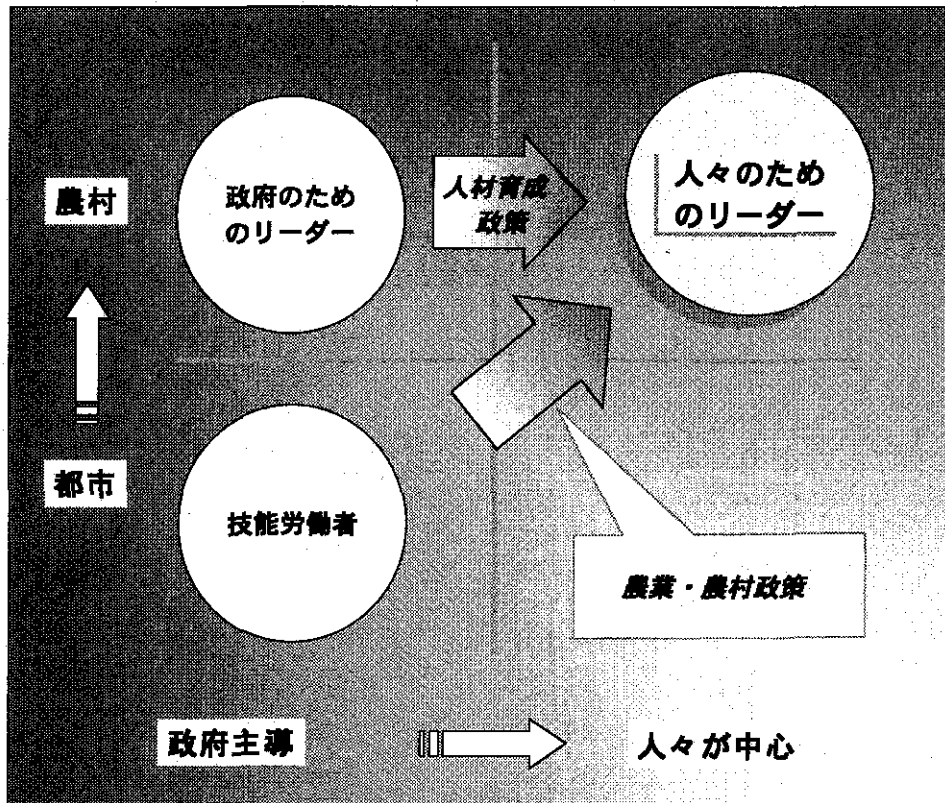 農村
政府のため
のリーダー
人材育成
政策
人々のため
のリーダー
都市
技能労働者
農業・農村政策
政府主導
人々が中心